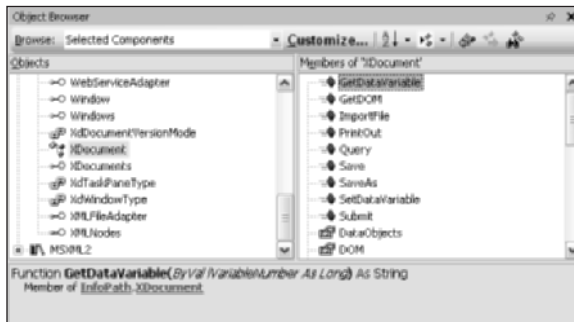 Object Browser
Browse: Selected Components Customize...
Objects Members of 'XDocument'
WebServiceAdapter
Window
Windows
XdDocumentVersionMode
XDocument
XDocuments
XdTaskPaneType
XdWindowType
XMLFileAdapter
XMLNodes
MSXML2
GetDataVariable
GetDOM
ImportFile
PrintOut
Query
Save
SaveAs
SetDataVariable
Submit
DataObjects
DOM
Function GetDataVariable(ByVal lVariableNumber As Long) As String
Member of InfoPath.XDocument